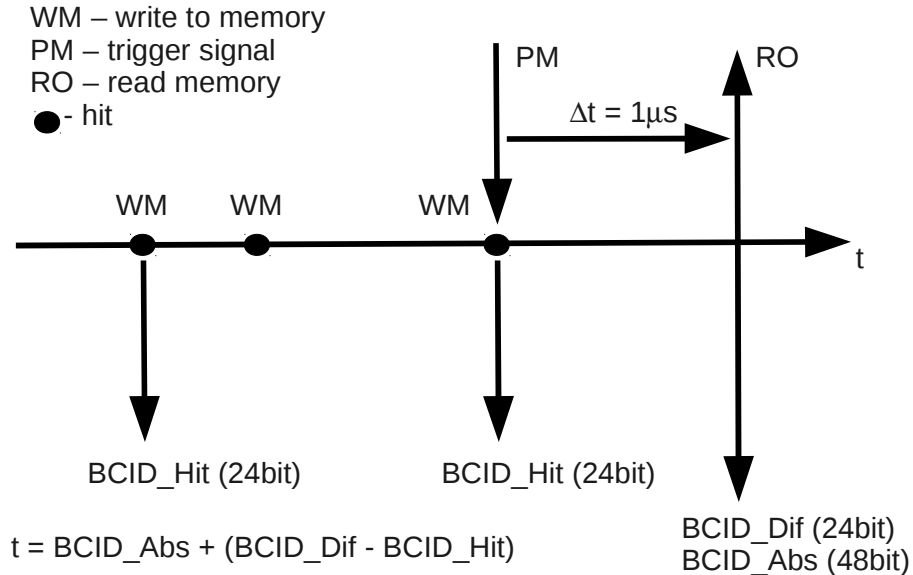 WM – write to memory
PM – trigger signal
RO – read memory
- hit
PM
RO
Δt = 1μs
WM
WM
WM
t
BCID_Hit (24bit)
BCID_Hit (24bit)
BCID_Dif (24bit)
BCID_Abs (48bit)
t = BCID_Abs + (BCID_Dif - BCID_Hit)